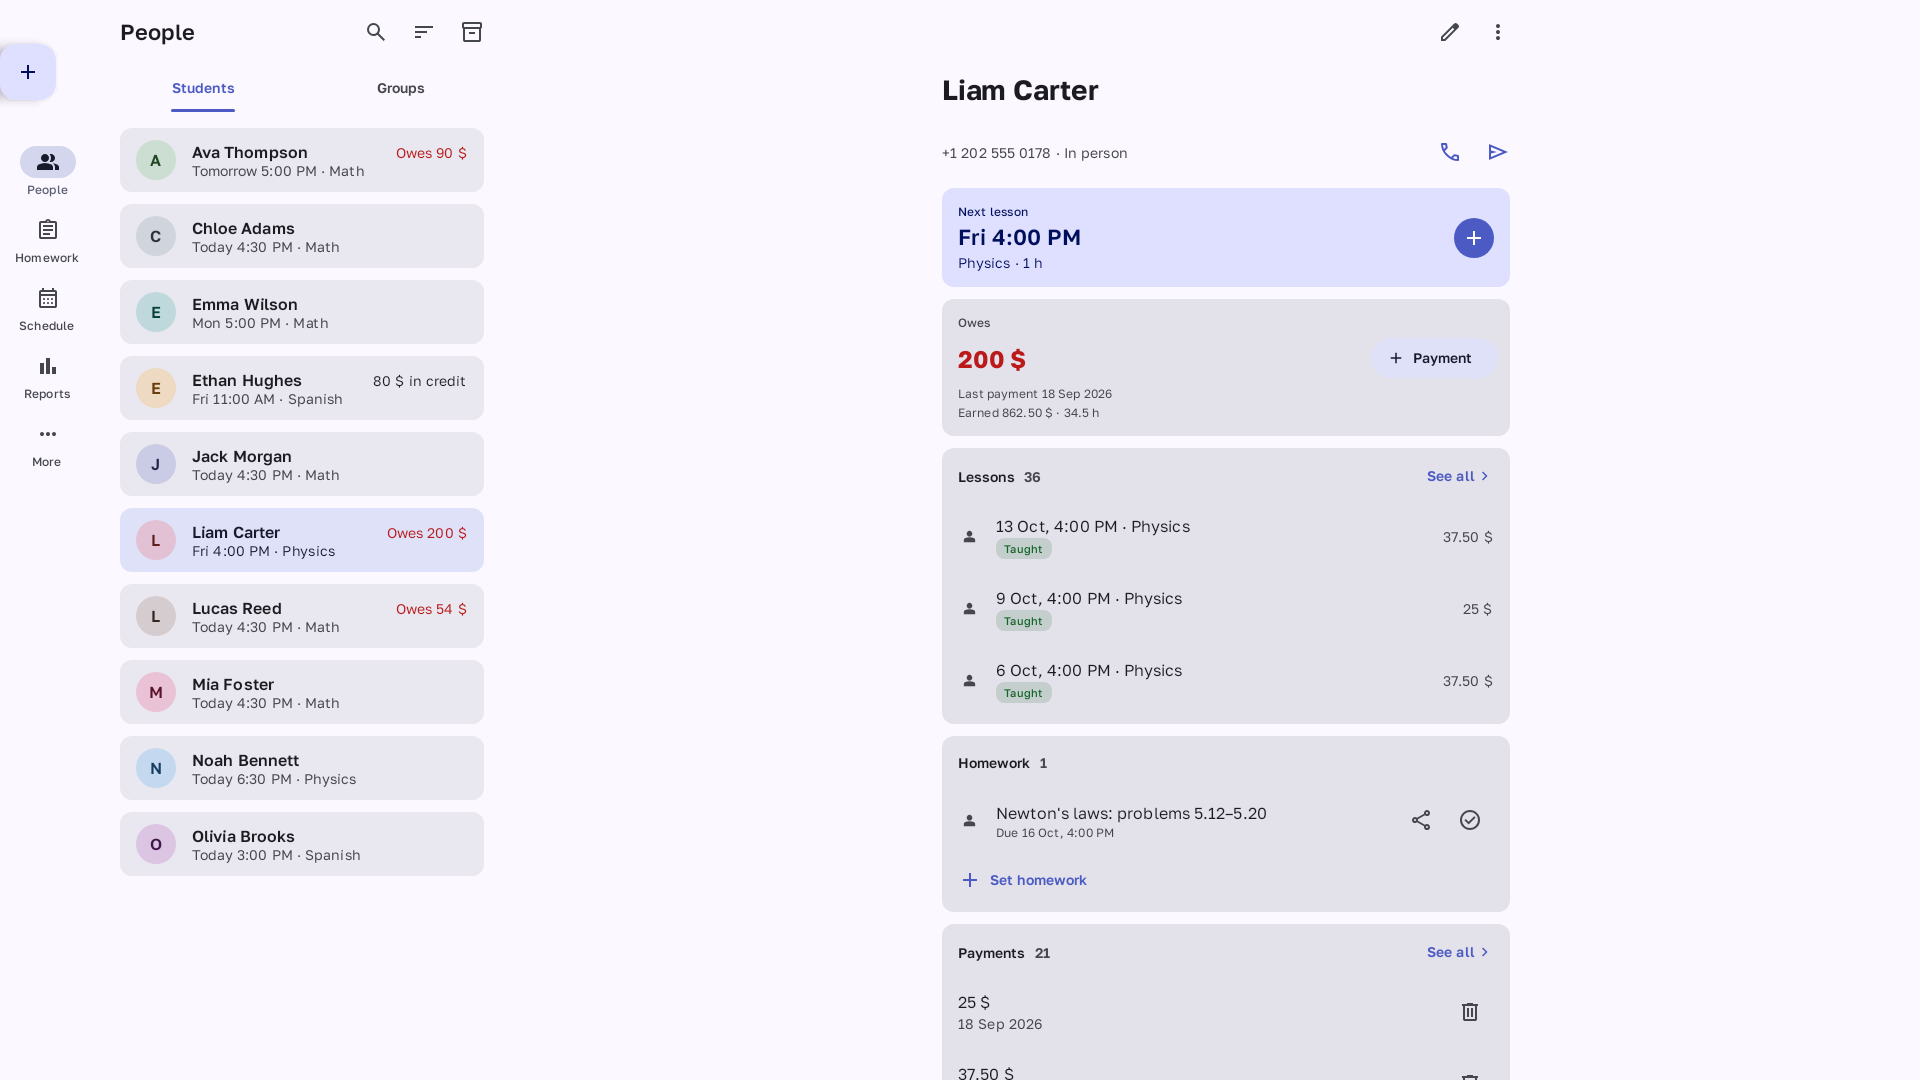 People
Students
Groups
People
Homework
Schedule
Reports
More
A
Ava Thompson
Owes 90 $
Tomorrow 5:00 PM · Math
C
Chloe Adams
Today 4:30 PM · Math
E
Emma Wilson
Mon 5:00 PM · Math
E
Ethan Hughes
80 $ in credit
Fri 11:00 AM · Spanish
J
Jack Morgan
Today 4:30 PM · Math
L
Liam Carter
Owes 200 $
Fri 4:00 PM · Physics
L
Lucas Reed
Owes 54 $
Today 4:30 PM · Math
M
Mia Foster
Today 4:30 PM · Math
N
Noah Bennett
Today 6:30 PM · Physics
O
Olivia Brooks
Today 3:00 PM · Spanish
Liam Carter
+1 202 555 0178 · In person
Next lesson
Fri 4:00 PM
Physics · 1 h
Owes
200 $
Payment
Last payment 18 Sep 2026
Earned 862.50 $ · 34.5 h
Lessons 36
See all
13 Oct, 4:00 PM · Physics
Taught
37.50 $
9 Oct, 4:00 PM · Physics
Taught
25 $
6 Oct, 4:00 PM · Physics
Taught
37.50 $
Homework 1
Newton's laws: problems 5.12–5.20
Due 16 Oct, 4:00 PM
Set homework
Payments 21
See all
25 $
18 Sep 2026
37.50 $